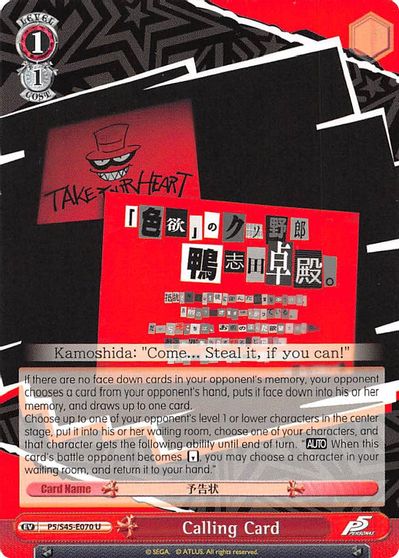 LEVEL
1
1
COST
TAKE YOUR HEART
「色欲」のクソ野郎
鴨志田卓殿。
Kamoshida: "Come... Steal it, if you can!"
If there are no face down cards in your opponent's memory, your opponent
chooses a card from your opponent's hand, puts it face down into his or her
memory, and draws up to one card.
Choose up to one of your opponent's level 1 or lower characters in the center
stage, put it into his or her waiting room, choose one of your characters, and
that character gets the following ability until end of turn. "AUTO When this
card's battle opponent becomes, you may choose a character in your
waiting room, and return it to your hand."
Card Name
予告状
EV
P5/S45-E070 U
Calling Card
P5
PERSONA5
© SEGA. © ATLUS. All rights reserved.